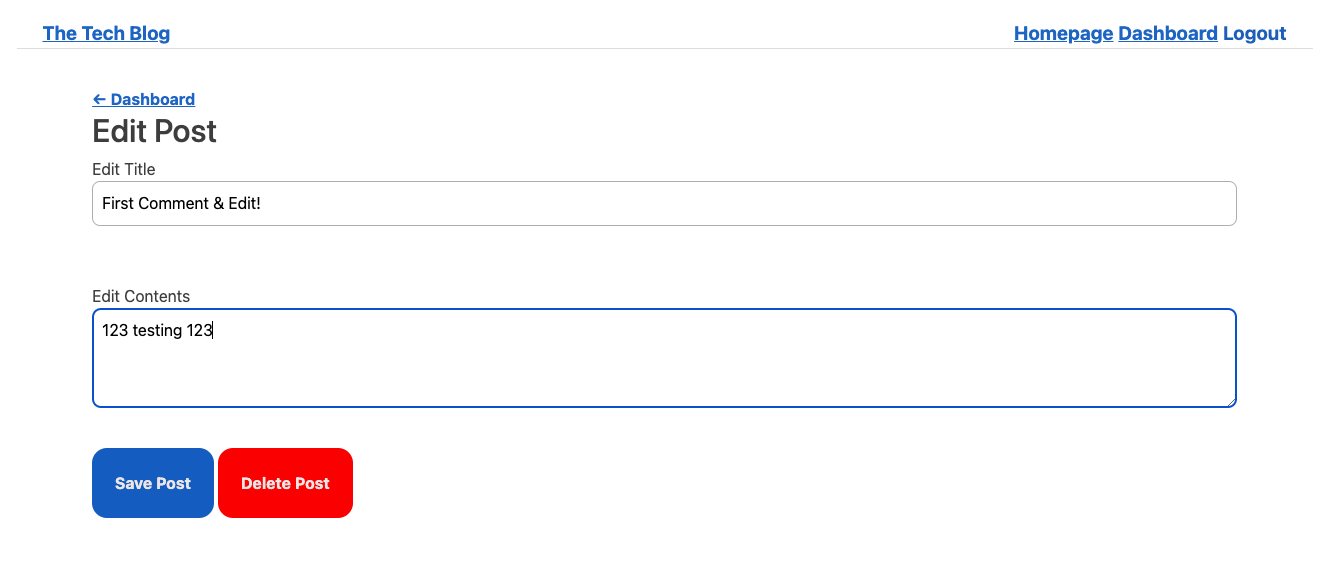 The Tech Blog
Homepage Dashboard Logout
← Dashboard
Edit Post
Edit Title
First Comment & Edit!
Edit Contents
123 testing 123
Save Post Delete Post